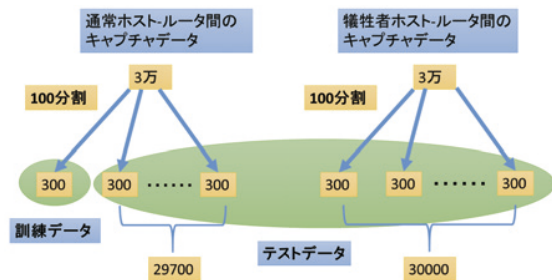 通常ホスト-ルータ間の
キャプチャデータ
犠牲者ホスト-ルータ間の
キャプチャデータ
3万
3万
100分割
100分割
300
300
······
300
300
300
······
300
訓練データ
テストデータ
29700
30000